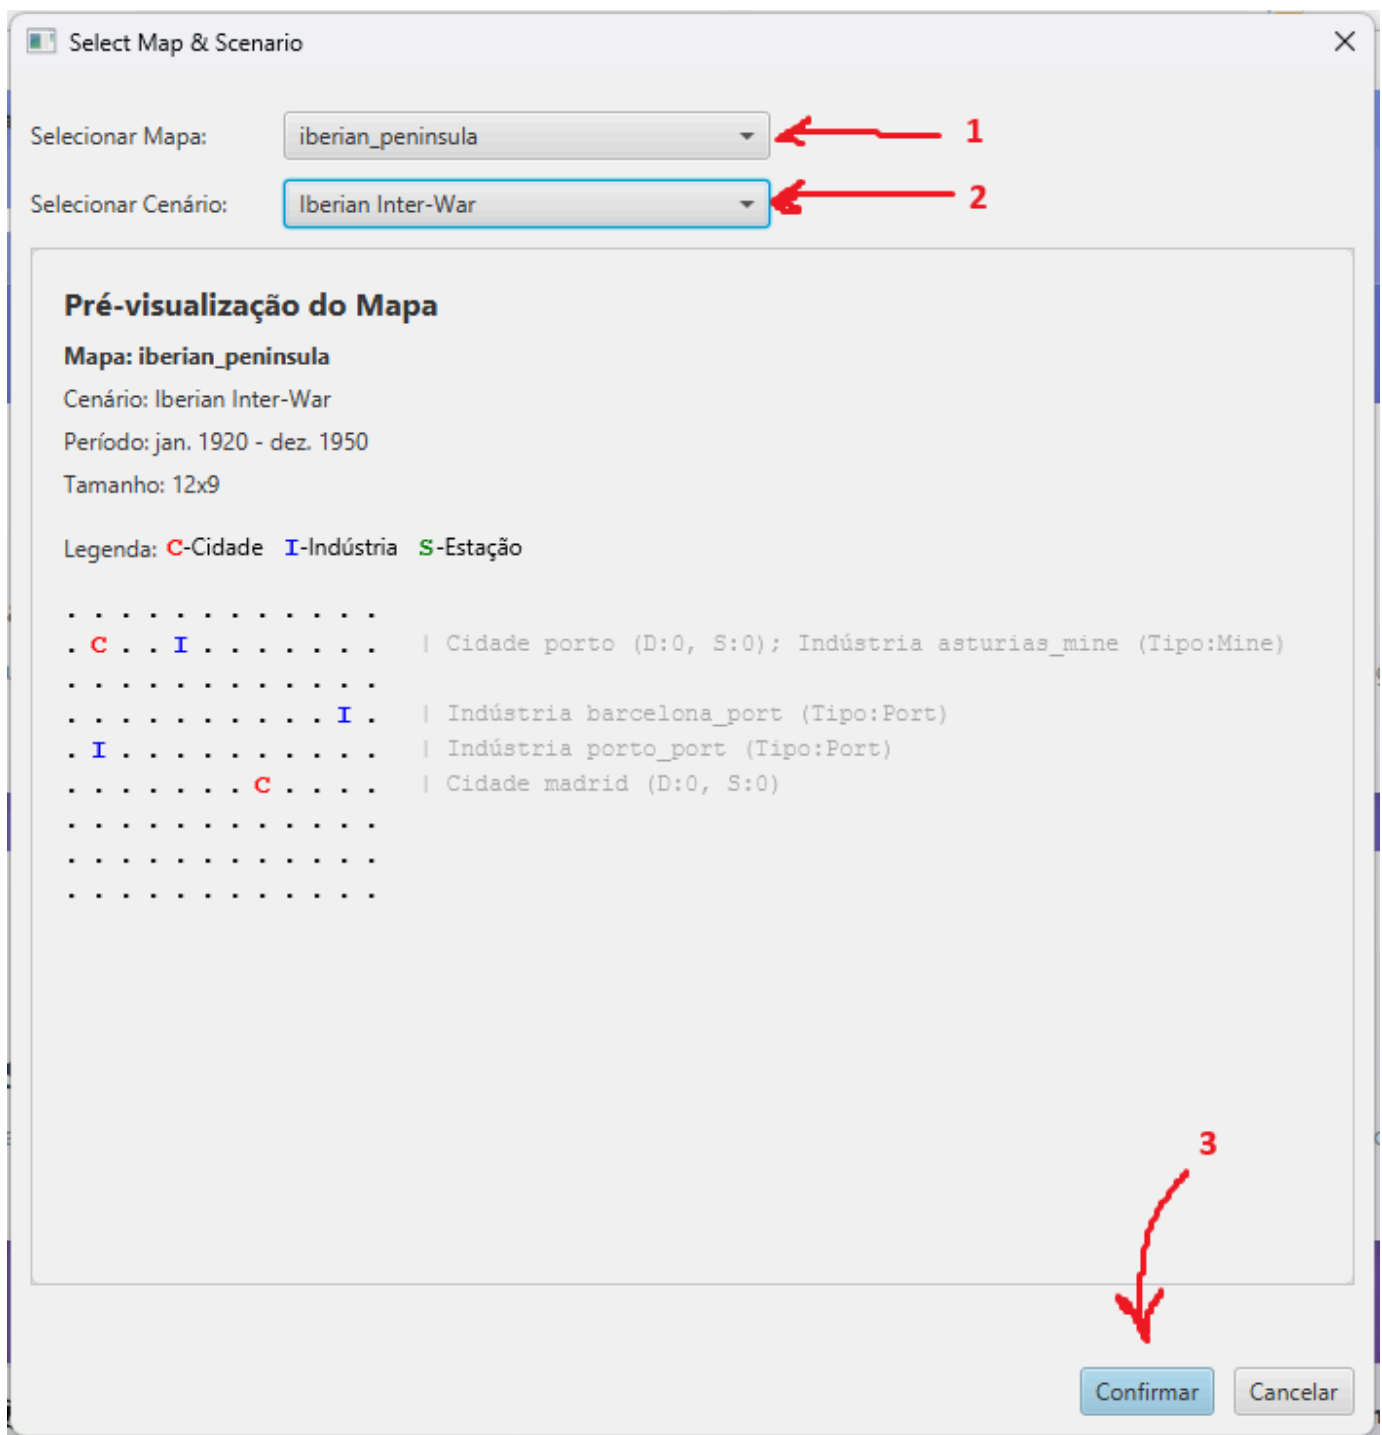 Select Map & Scenario
Selecionar Mapa: iberian_peninsula 1
Selecionar Cenário: Iberian Inter-War 2
Pré-visualização do Mapa
Mapa: iberian_peninsula
Cenário: Iberian Inter-War
Período: jan. 1920 - dez. 1950
Tamanho: 12x9
Legenda: C-Cidade I-Indústria S-Estação
. . . . . . . . . . . .
. C . . I . . . . . . . | Cidade porto (D:0, S:0); Indústria asturias_mine (Tipo:Mine)
. . . . . . . . . . . .
. . . . . . . . . . I . | Indústria barcelona_port (Tipo:Port)
. I . . . . . . . . . . | Indústria porto_port (Tipo:Port)
. . . . . . . C . . . . | Cidade madrid (D:0, S:0)
. . . . . . . . . . . .
. . . . . . . . . . . .
. . . . . . . . . . . .
3
Confirmar Cancelar